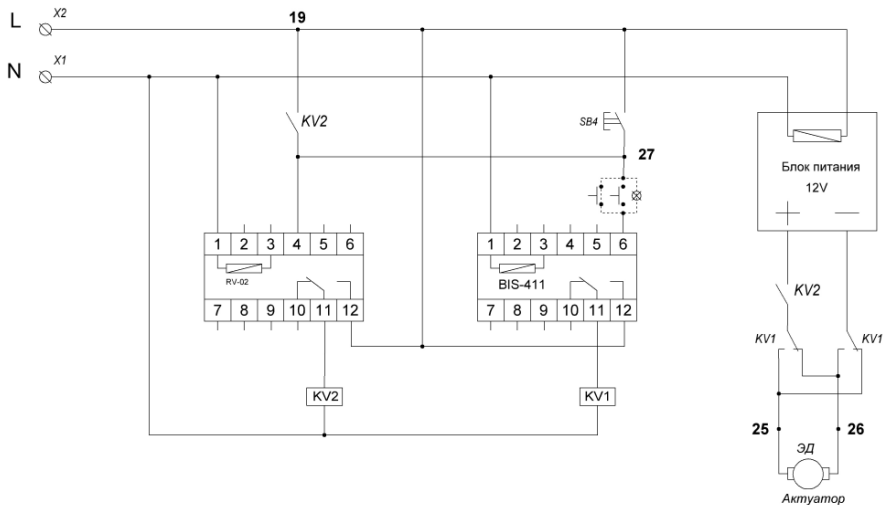 L X2 19
N X1
KV2 SB4 27
Блок питания
12V
1 2 3 4 5 6
RV-02
7 8 9 10 11 12
1 2 3 4 5 6
BIS-411
7 8 9 10 11 12
KV2
KV1 KV1
KV2 KV1
25 26
ЭД
Актуатор